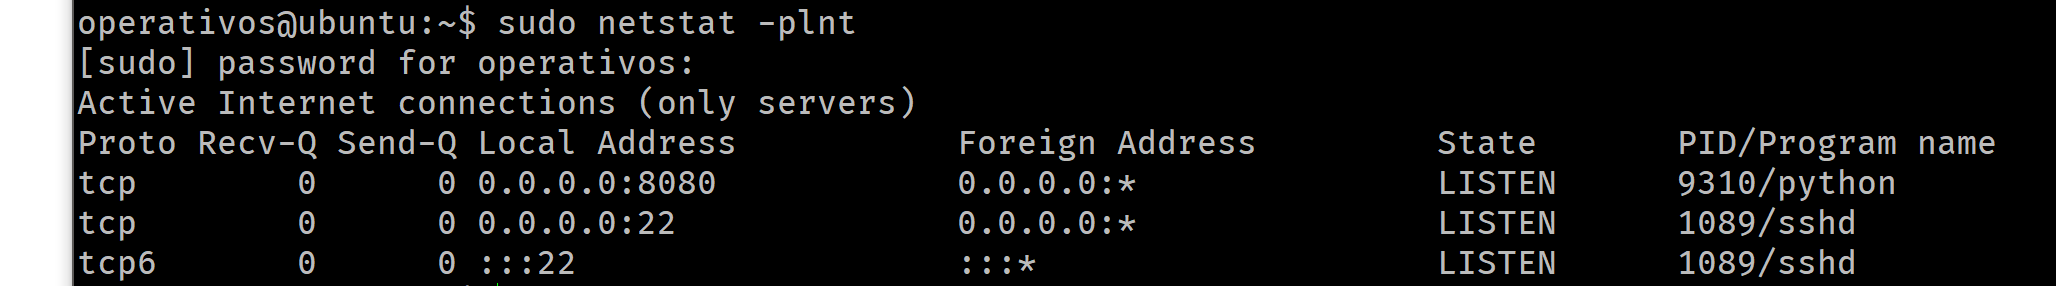 operativos@ubuntu:~$ sudo netstat -plnt
[sudo] password for operativos:
Active Internet connections (only servers)
Proto Recv-Q Send-Q Local Address           Foreign Address         State       PID/Program name
tcp        0      0 0.0.0.0:8080            0.0.0.0:*               LISTEN      9310/python
tcp        0      0 0.0.0.0:22              0.0.0.0:*               LISTEN      1089/sshd
tcp6       0      0 :::22                   :::*                    LISTEN      1089/sshd